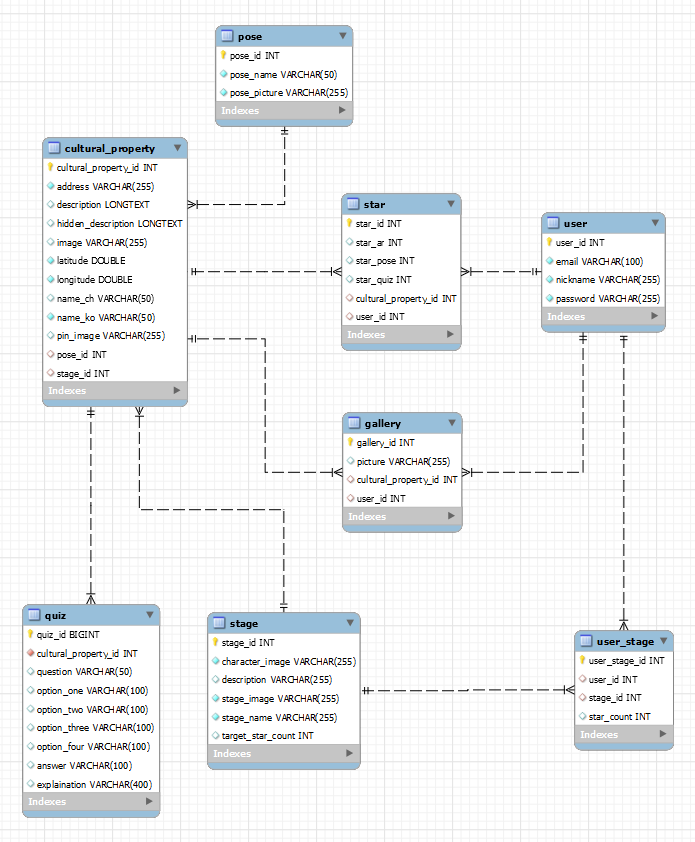 pose
pose_id INT
pose_name VARCHAR(50)
pose_picture VARCHAR(255)
Indexes
cultural_property
cultural_property_id INT
address VARCHAR(255)
description LONGTEXT
hidden_description LONGTEXT
image VARCHAR(255)
latitude DOUBLE
longitude DOUBLE
name_ch VARCHAR(50)
name_ko VARCHAR(50)
pin_image VARCHAR(255)
pose_id INT
stage_id INT
Indexes
star
star_id INT
star_ar INT
star_pose INT
star_quiz INT
cultural_property_id INT
user_id INT
Indexes
user
user_id INT
email VARCHAR(100)
nickname VARCHAR(255)
password VARCHAR(255)
Indexes
gallery
gallery_id INT
picture VARCHAR(255)
cultural_property_id INT
user_id INT
Indexes
quiz
quiz_id BIGINT
cultural_property_id INT
question VARCHAR(50)
option_one VARCHAR(100)
option_two VARCHAR(100)
option_three VARCHAR(100)
option_four VARCHAR(100)
answer VARCHAR(100)
explaination VARCHAR(400)
Indexes
stage
stage_id INT
character_image VARCHAR(255)
description VARCHAR(255)
stage_image VARCHAR(255)
stage_name VARCHAR(255)
target_star_count INT
Indexes
user_stage
user_stage_id INT
user_id INT
stage_id INT
star_count INT
Indexes